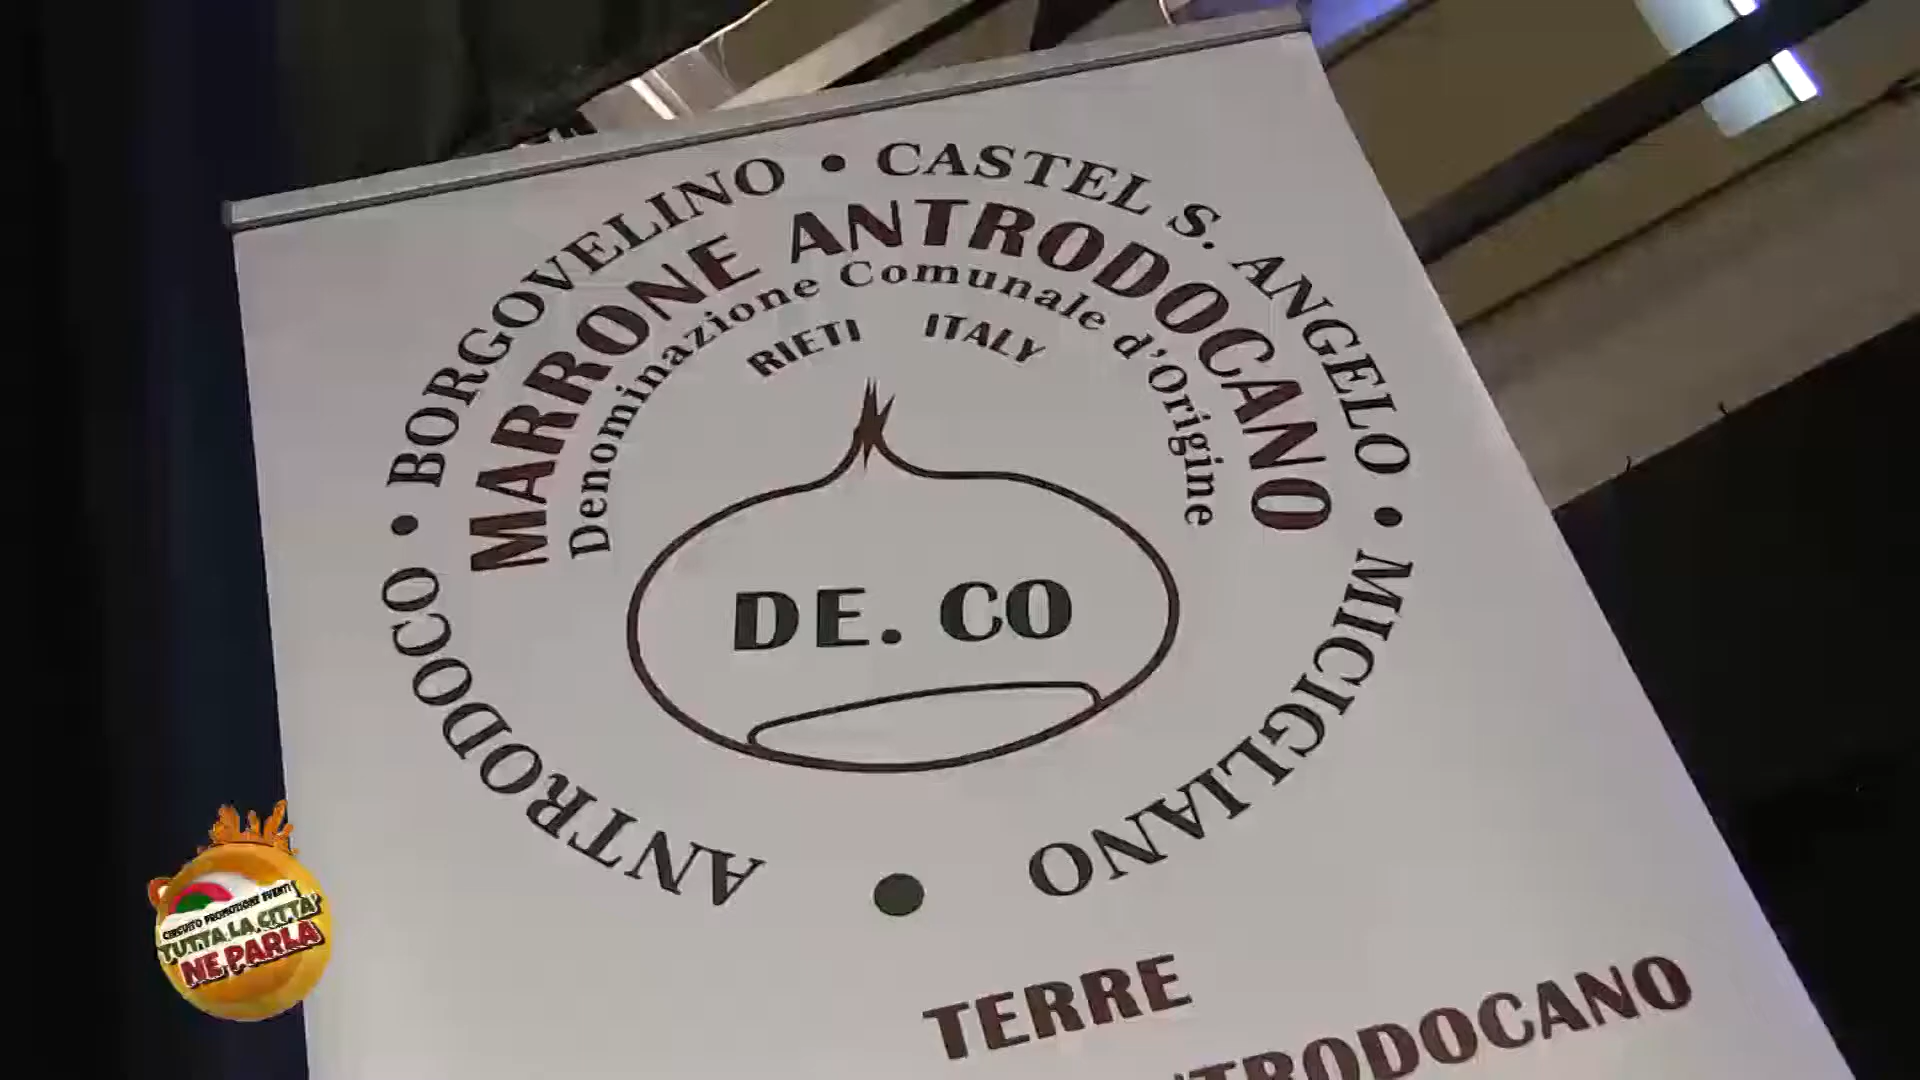 ANTRODOCO • BORGOVELINO • CASTEL S. ANGELO • MICIGLIANO •
MARRONE ANTRODOCANO
Denominazione Comunale d'Origine
RIETI ITALY
DE. CO
TERRE
CIRCUITO PROMOZIONE EVENTI
TUTTA LA CITTA'
NE PARLA